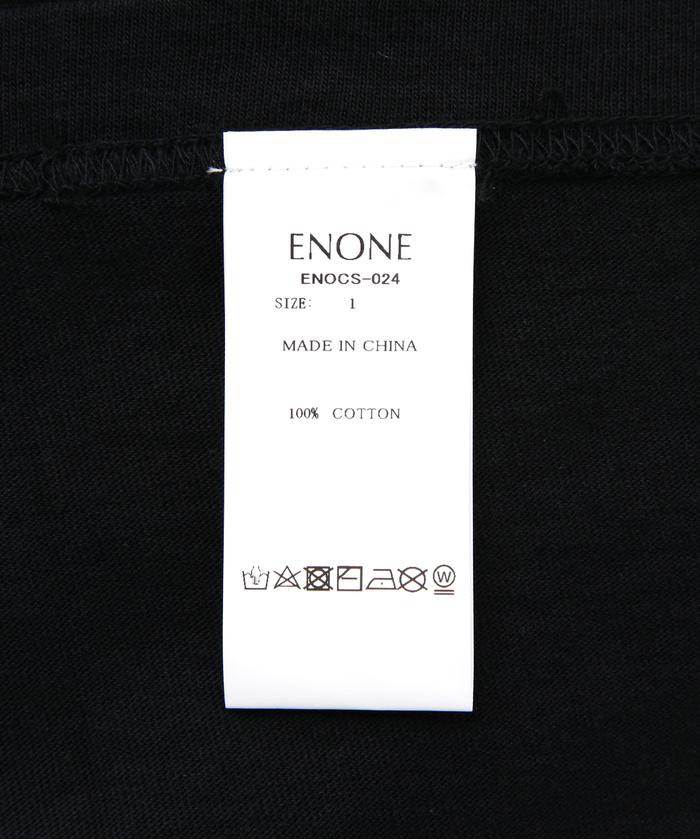 ENONE
ENOCS-024
SIZE: 1
MADE IN CHINA
100% COTTON
W